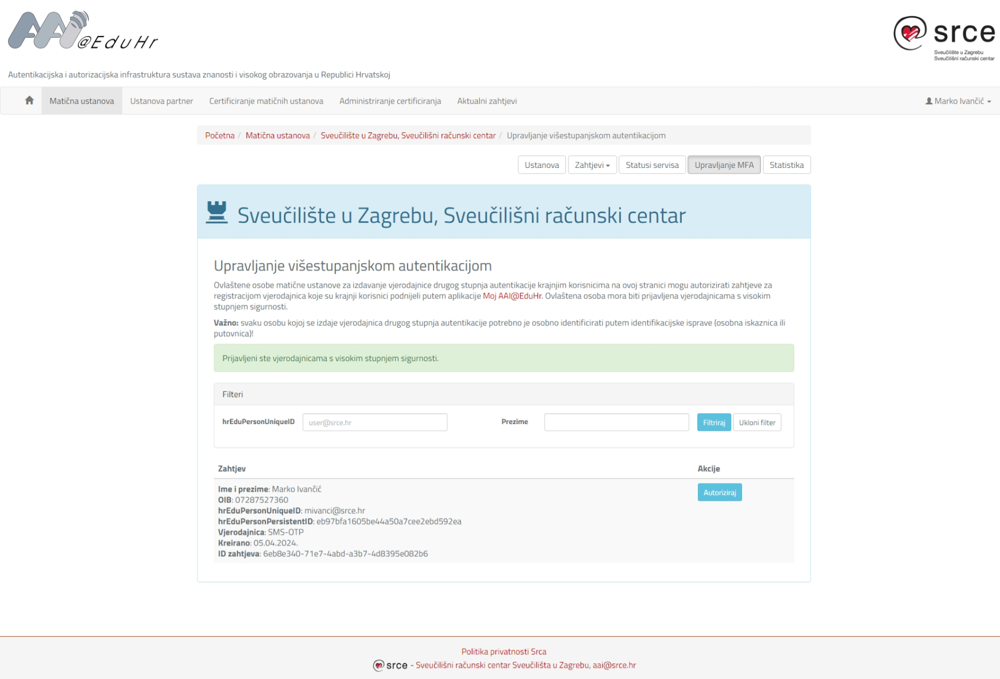 AAI@EduHr
srce
Sveučilište u Zagrebu
Sveučilišni računski centar
Autentikacijska i autorizacijska infrastruktura sustava znanosti i visokog obrazovanja u Republici Hrvatskoj
Matična ustanova Ustanova partner Certificiranje matičnih ustanova Administriranje certificiranja Aktualni zahtjevi Marko Ivančić
Početna / Matična ustanova / Sveučilište u Zagrebu, Sveučilišni računski centar / Upravljanje višestupanjskom autentikacijom
Ustanova Zahtjevi Statusi servisa Upravljanje MFA Statistika
Sveučilište u Zagrebu, Sveučilišni računski centar
Upravljanje višestupanjskom autentikacijom
Ovlaštene osobe matične ustanove za izdavanje vjerodajnice drugog stupnja autentikacije krajnjim korisnicima na ovoj stranici mogu autorizirati zahtjeve za
registracijom vjerodajnica koje su krajnji korisnici podnijeli putem aplikacije Moj AAI@EduHr. Ovlaštena osoba mora biti prijavljena vjerodajnicama s visokim
stupnjem sigurnosti.
Važno: svaku osobu kojoj se izdaje vjerodajnica drugog stupnja autentikacije potrebno je osobno identificirati putem identifikacijske isprave (osobna iskaznica ili
putovnica)!
Prijavljeni ste vjerodajnicama s visokim stupnjem sigurnosti.
Filteri
hrEduPersonUniqueID user@srce.hr Prezime Filtriraj Ukloni filter
Zahtjev Akcije
Ime i prezime: Marko Ivančić Autoriziraj
OIB: 07287527360
hrEduPersonUniqueID: mivanci@srce.hr
hrEduPersonPersistentID: eb97bfa1605be44a50a7cee2ebd592ea
Vjerodajnica: SMS-OTP
Kreirano: 05.04.2024.
ID zahtjeva: 6eb8e340-71e7-4abd-a3b7-4d8395e082b6
Politika privatnosti Srca
srce - Sveučilišni računski centar Sveučilišta u Zagrebu, aai@srce.hr